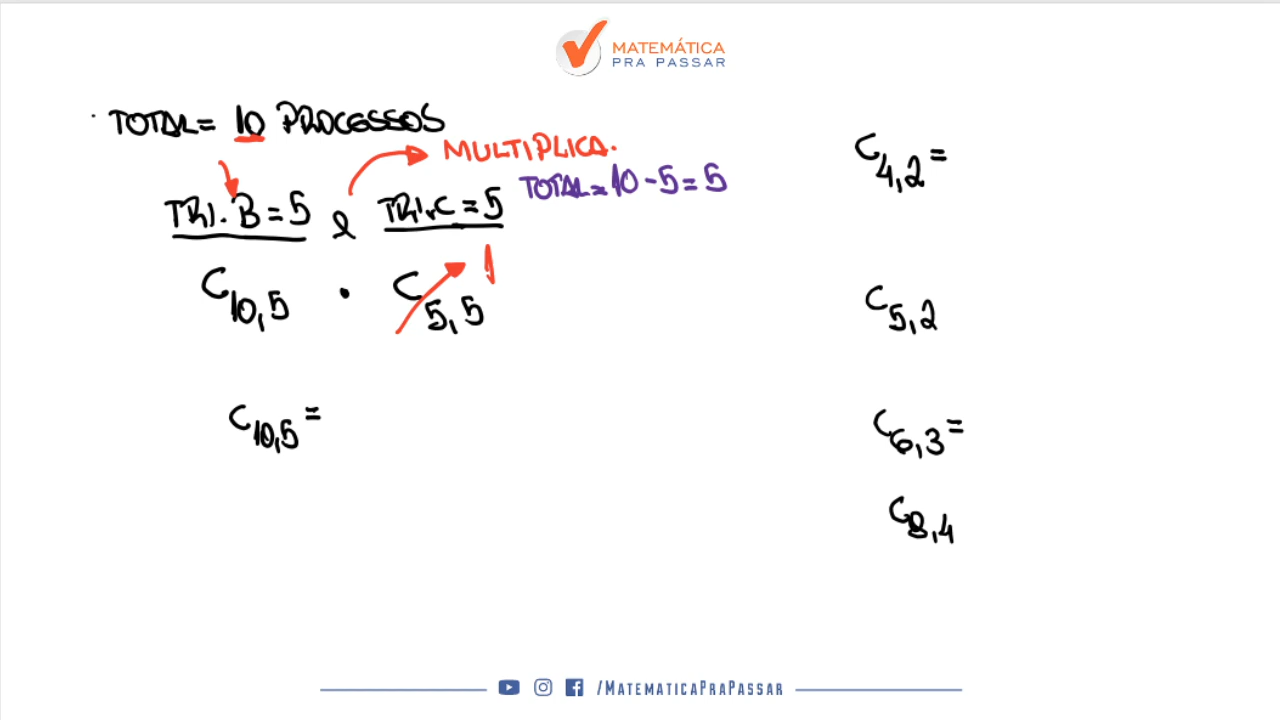 MATEMÁTICA
PRA PASSAR
TOTAL= 10 PROCESSOS
MULTIPLICA.
TOTAL=10-5=5
TRI.B=5 e TRI.C=5
C10,5 . C5,5 1
C10,5=
C4,2=
C5,2
C6,3=
C8,4
/MATEMATICAPRAPASSAR